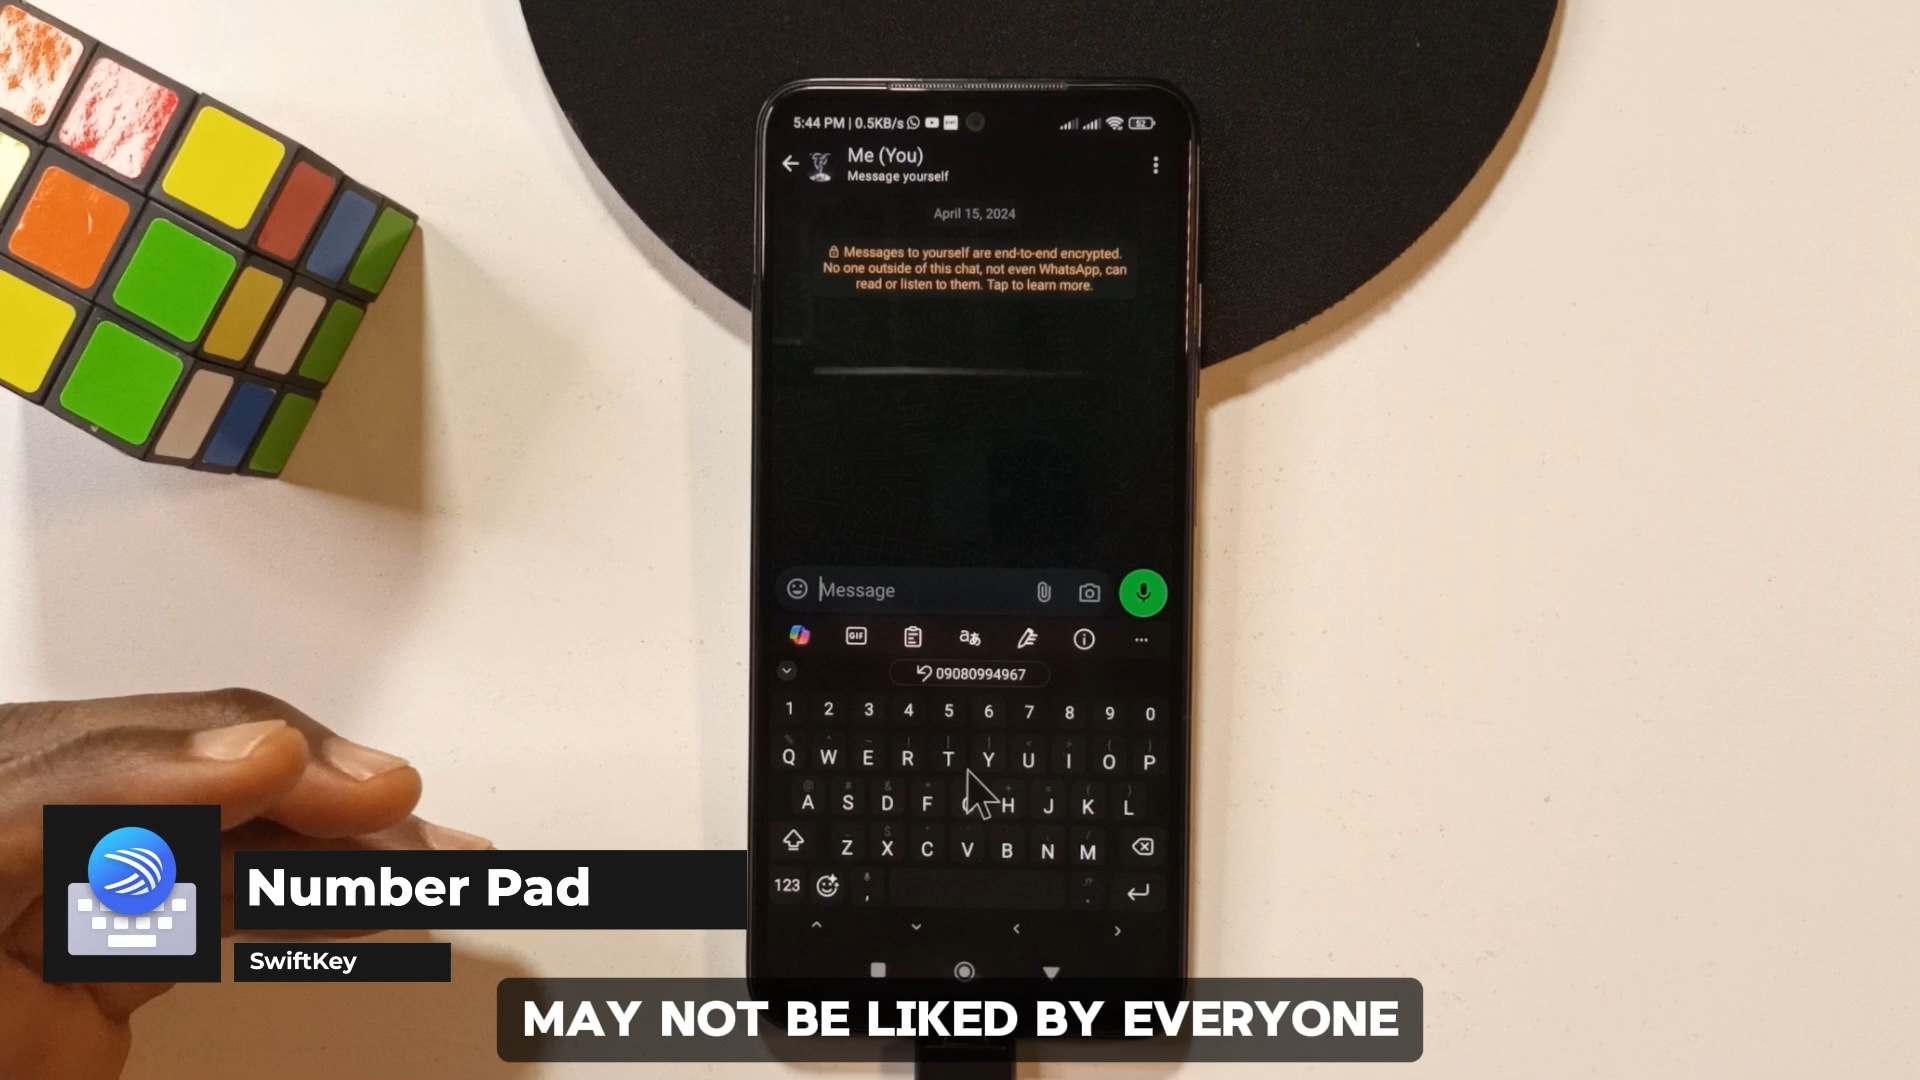 5:44 PM | 0.5KB/s
52
Me (You)
Message yourself
April 15, 2024
Messages to yourself are end-to-end encrypted.
No one outside of this chat, not even WhatsApp, can
read or listen to them. Tap to learn more.
Message
GIF
09080994967
1 2 3 4 5 6 7 8 9 0
Q W E R T Y U I O P
A S D F G H J K L
Z X C V B N M
123 , .
Number Pad
SwiftKey
MAY NOT BE LIKED BY EVERYONE